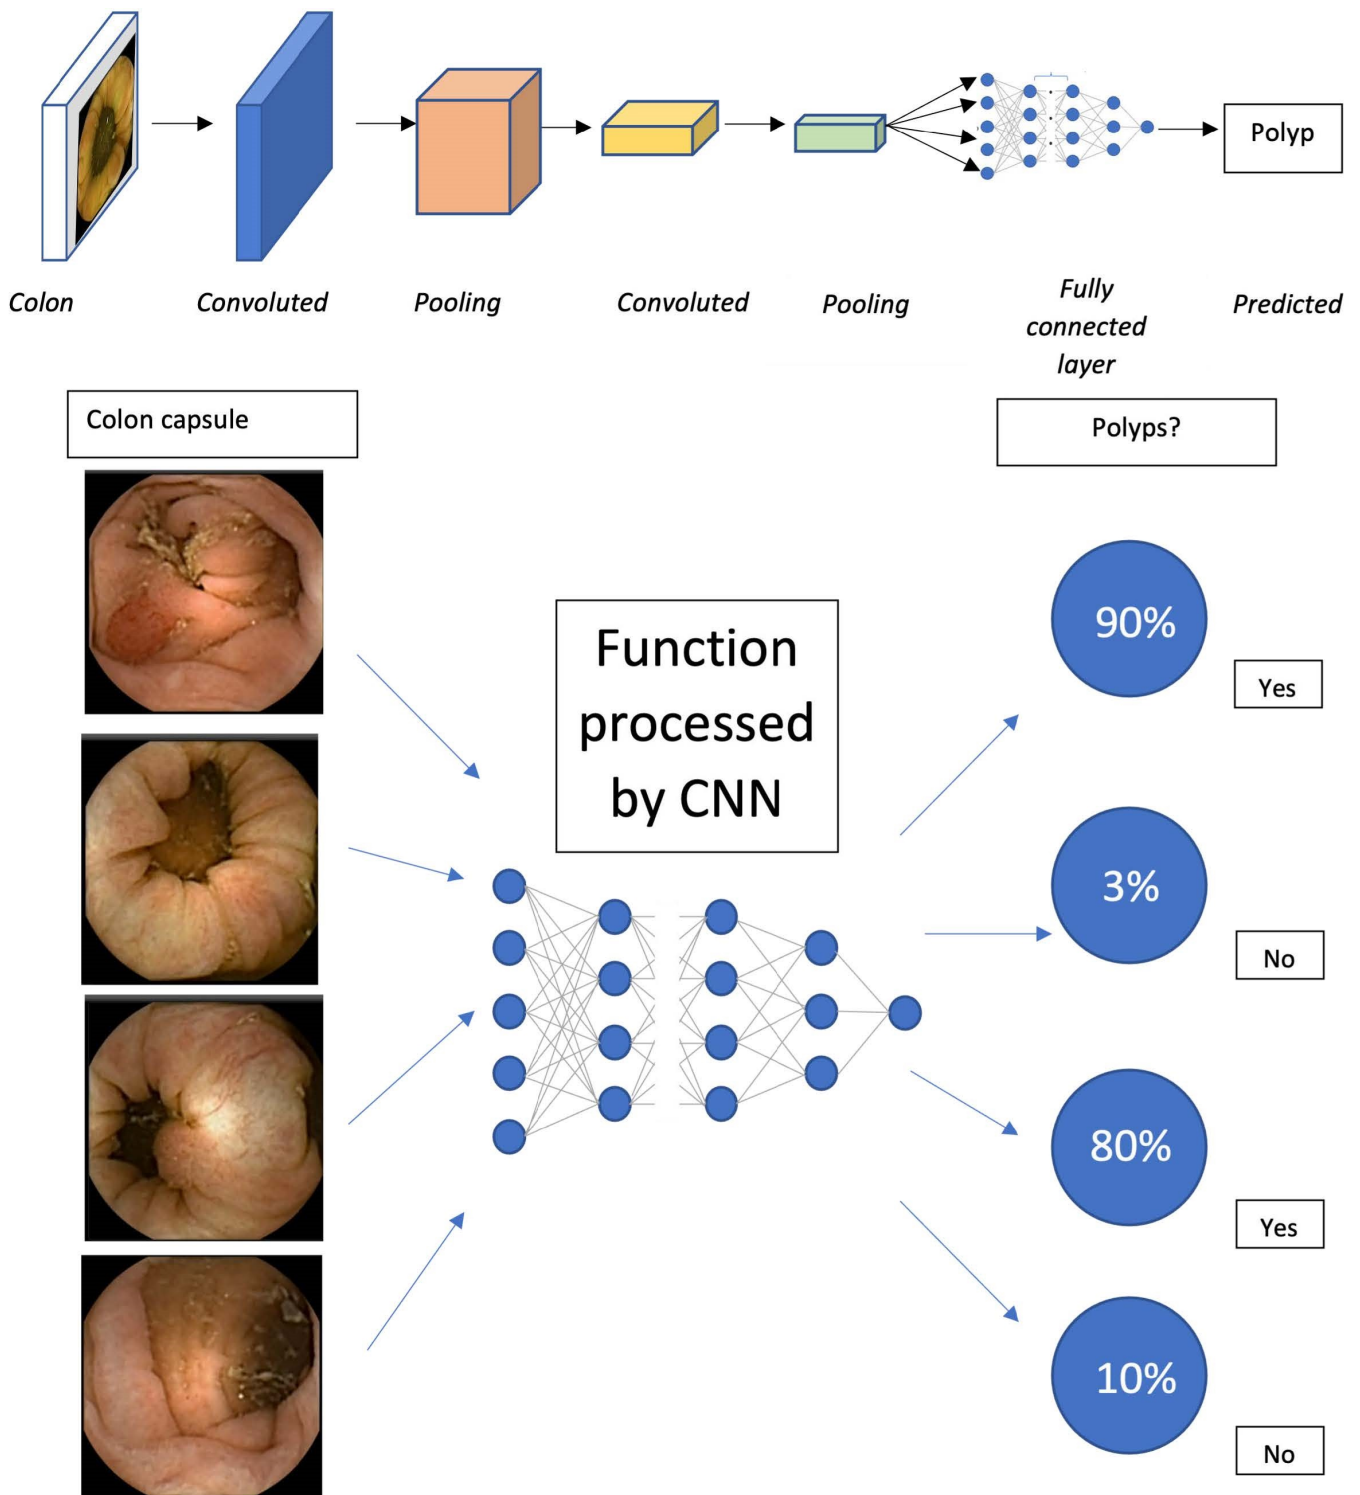 Polyp
Colon
Convoluted
Pooling
Convoluted
Pooling
Fully
connected
layer
Predicted
Colon capsule
Polyps?
Function
processed
by CNN
90%
Yes
3%
No
80%
Yes
10%
No